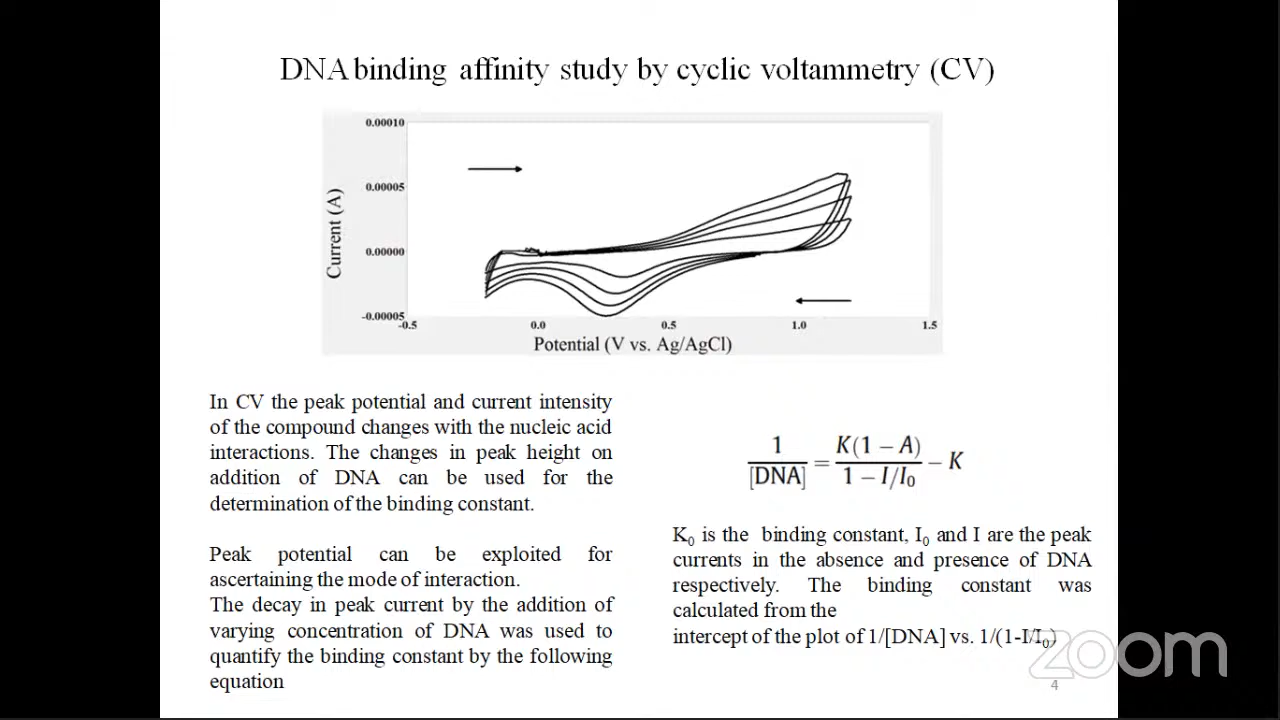 DNA binding affinity study by cyclic voltammetry (CV)
0.00010
0.00005
0.00000
-0.00005
Current (A)
-0.5 0.0 0.5 1.0 1.5
Potential (V vs. Ag/AgCl)
In CV the peak potential and current intensity
of the compound changes with the nucleic acid
interactions. The changes in peak height on
addition of DNA can be used for the
determination of the binding constant.
Peak potential can be exploited for
ascertaining the mode of interaction.
The decay in peak current by the addition of
varying concentration of DNA was used to
quantify the binding constant by the following
equation
1/[DNA] = K(1 − A)/(1 − I/I₀) − K
K₀ is the binding constant, I₀ and I are the peak
currents in the absence and presence of DNA
respectively. The binding constant was
calculated from the
intercept of the plot of 1/[DNA] vs. 1/(1-I/I₀)
zoom
4